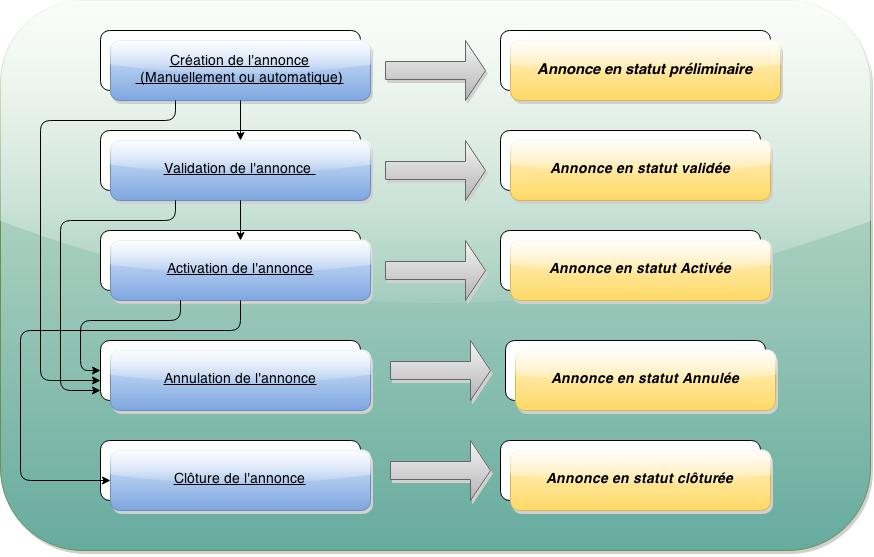 Création de l'annonce
(Manuellement ou automatique)
Annonce en statut préliminaire
Validation de l'annonce
Annonce en statut validée
Activation de l'annonce
Annonce en statut Activée
Annulation de l'annonce
Annonce en statut Annulée
Clôture de l'annonce
Annonce en statut clôturée